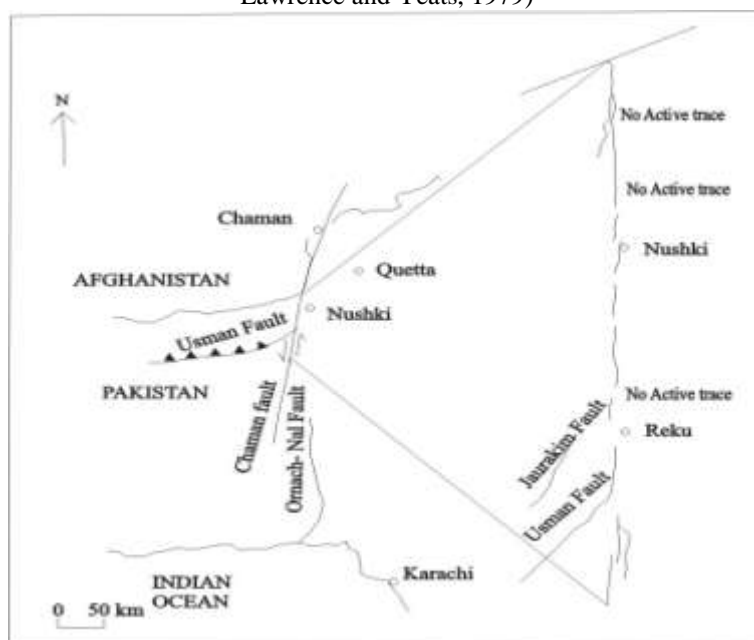 Lawrence and Yeats, 1979)
N
No Active trace
No Active trace
Chaman
Nushki
Quetta
AFGHANISTAN
Nushki
Usman Fault
PAKISTAN
No Active trace
Chaman fault
Ornach- Nal Fault
Jaurakim Fault
Reku
Usman Fault
Karachi
INDIAN
OCEAN
0 50 km